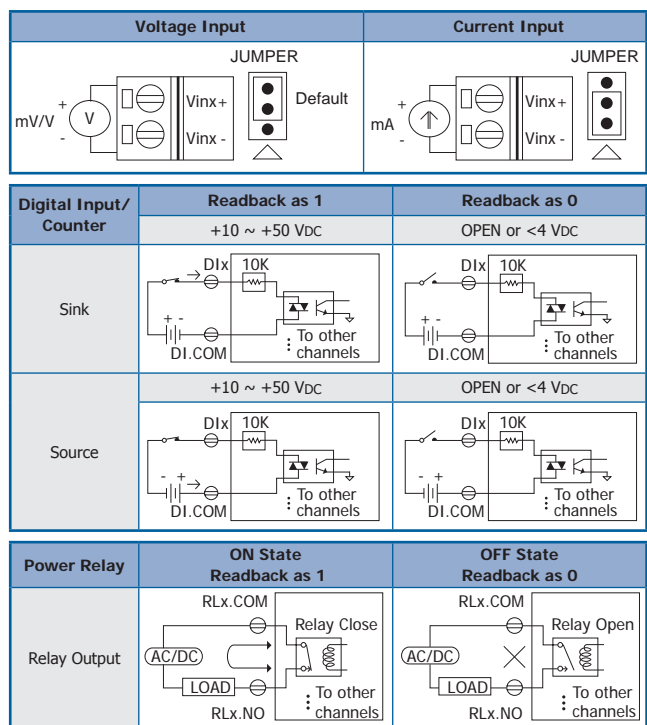 Voltage Input
Current Input
JUMPER
Default
mV/V
+
-
V
Vinx+
Vinx -
JUMPER
mA
+
-
Vinx+
Vinx -
Digital Input/
Counter
Readback as 1
Readback as 0
+10 ~ +50 VDC
OPEN or <4 VDC
Sink
DIx
10K
+ -
DI.COM
To other
channels
DIx
10K
+ -
DI.COM
To other
channels
+10 ~ +50 VDC
OPEN or <4 VDC
Source
DIx
10K
- +
DI.COM
To other
channels
DIx
10K
- +
DI.COM
To other
channels
Power Relay
ON State
Readback as 1
OFF State
Readback as 0
Relay Output
RLx.COM
Relay Close
AC/DC
LOAD
RLx.NO
To other
channels
RLx.COM
Relay Open
AC/DC
LOAD
RLx.NO
To other
channels